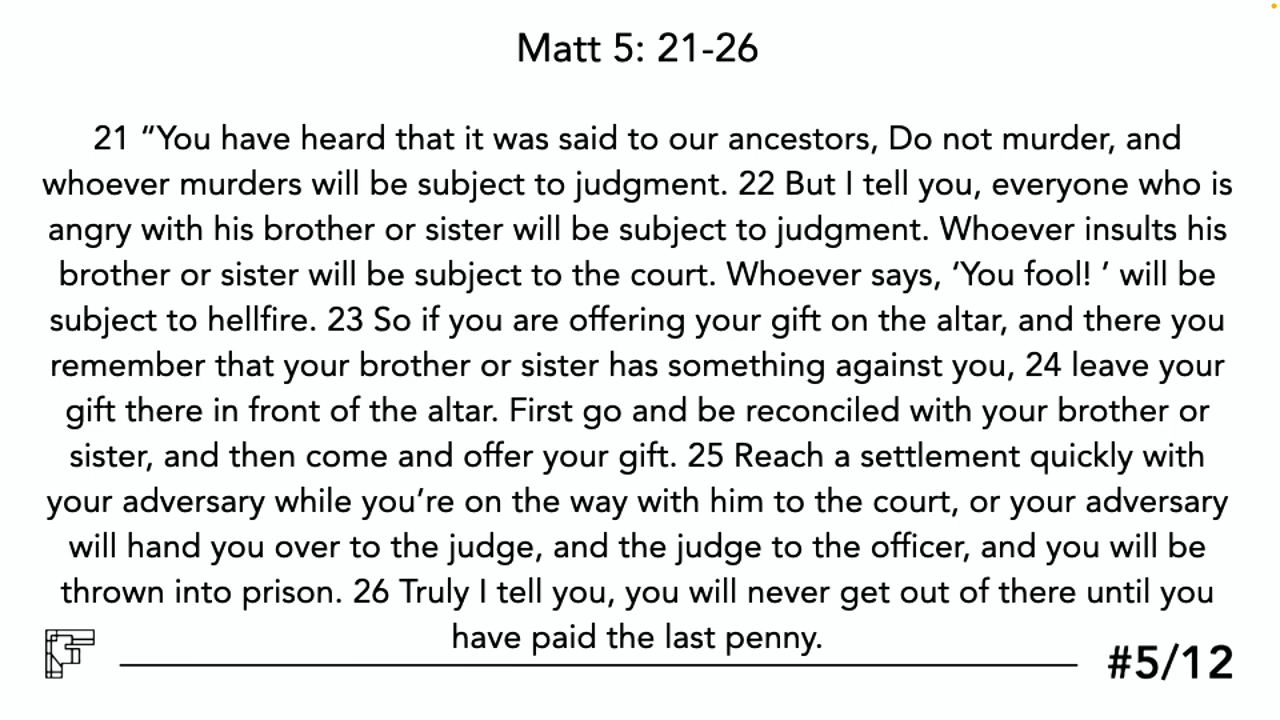 Matt 5: 21-26
21 “You have heard that it was said to our ancestors, Do not murder, and
whoever murders will be subject to judgment. 22 But I tell you, everyone who is
angry with his brother or sister will be subject to judgment. Whoever insults his
brother or sister will be subject to the court. Whoever says, ‘You fool! ’ will be
subject to hellfire. 23 So if you are offering your gift on the altar, and there you
remember that your brother or sister has something against you, 24 leave your
gift there in front of the altar. First go and be reconciled with your brother or
sister, and then come and offer your gift. 25 Reach a settlement quickly with
your adversary while you’re on the way with him to the court, or your adversary
will hand you over to the judge, and the judge to the officer, and you will be
thrown into prison. 26 Truly I tell you, you will never get out of there until you
have paid the last penny.
#5/12